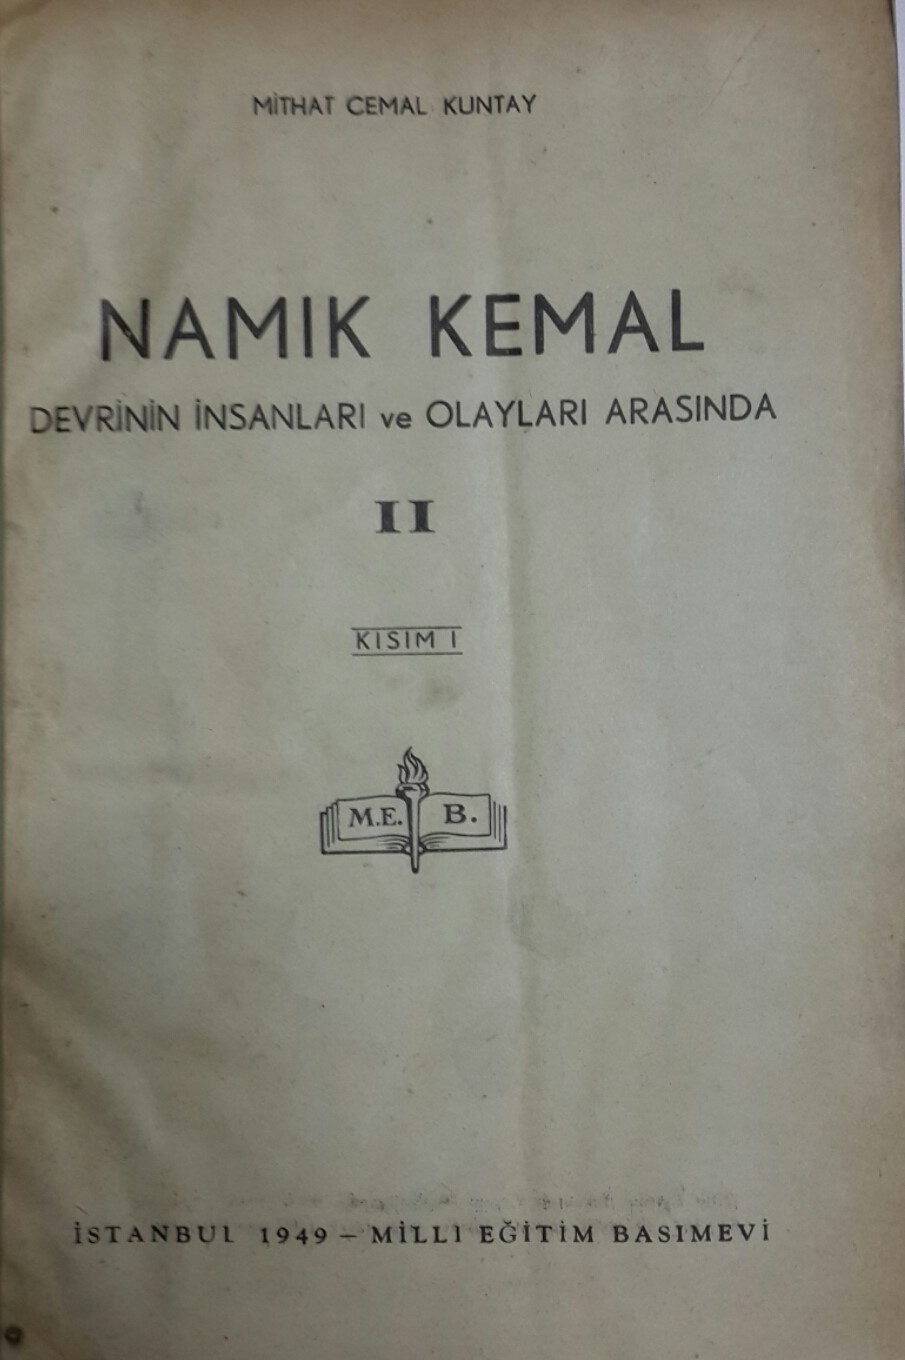 MİTHAT CEMAL KUNTAY
NAMIK KEMAL
DEVRİNİN İNSANLARI ve OLAYLARI ARASINDA
II
KISIM I
M.E. B.
İSTANBUL 1949 — MİLLİ EĞİTİM BASIMEVİ